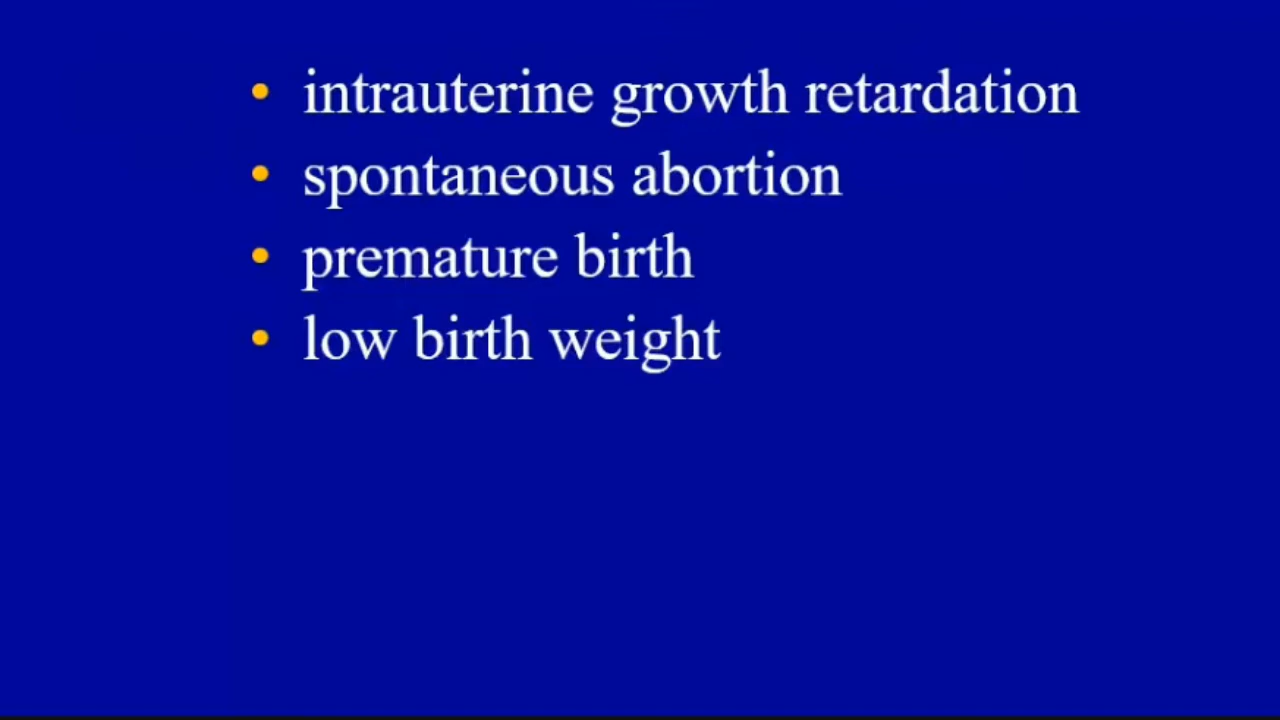 • intrauterine growth retardation
• spontaneous abortion
• premature birth
• low birth weight